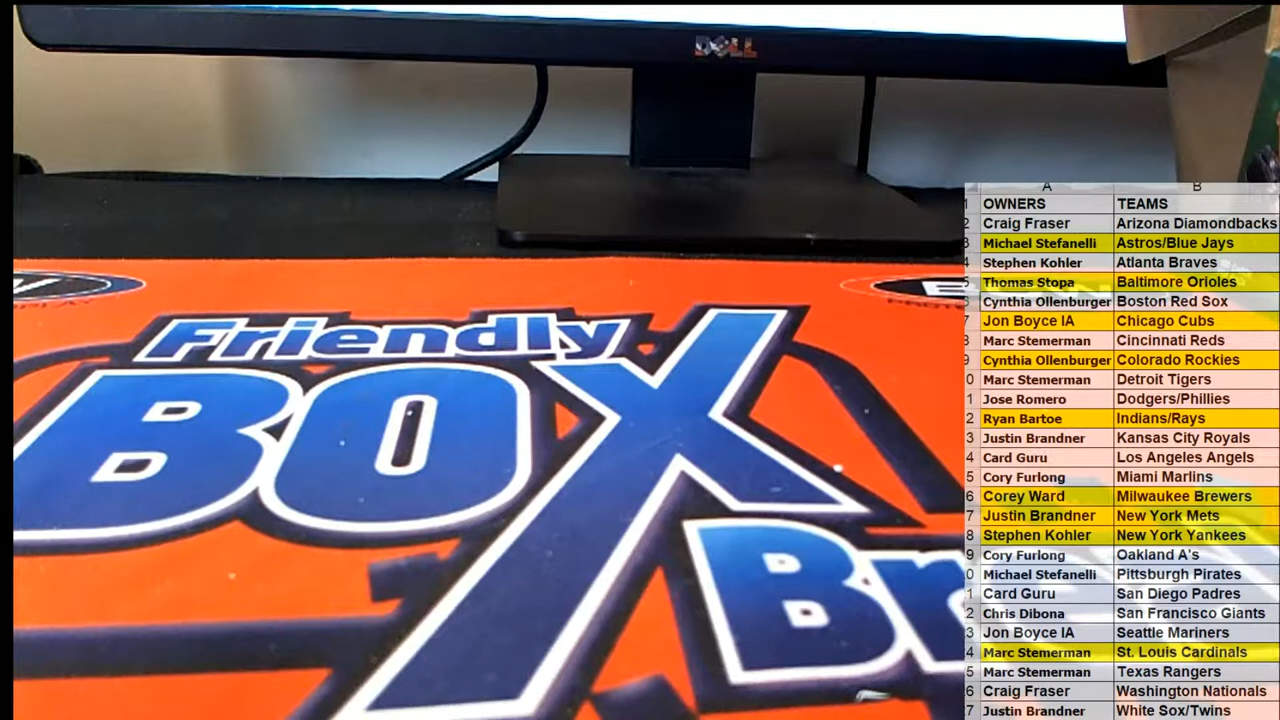 DELL
Friendly
BOX
Br
A B
1 OWNERS TEAMS
2 Craig Fraser Arizona Diamondbacks
3 Michael Stefanelli Astros/Blue Jays
4 Stephen Kohler Atlanta Braves
5 Thomas Stopa Baltimore Orioles
Cynthia Ollenburger Boston Red Sox
7 Jon Boyce IA Chicago Cubs
Marc Stemerman Cincinnati Reds
9 Cynthia Ollenburger Colorado Rockies
0 Marc Stemerman Detroit Tigers
1 Jose Romero Dodgers/Phillies
2 Ryan Bartoe Indians/Rays
3 Justin Brandner Kansas City Royals
4 Card Guru Los Angeles Angels
5 Cory Furlong Miami Marlins
6 Corey Ward Milwaukee Brewers
7 Justin Brandner New York Mets
8 Stephen Kohler New York Yankees
9 Cory Furlong Oakland A's
0 Michael Stefanelli Pittsburgh Pirates
1 Card Guru San Diego Padres
2 Chris Dibona San Francisco Giants
3 Jon Boyce IA Seattle Mariners
4 Marc Stemerman St. Louis Cardinals
5 Marc Stemerman Texas Rangers
6 Craig Fraser Washington Nationals
7 Justin Brandner White Sox/Twins